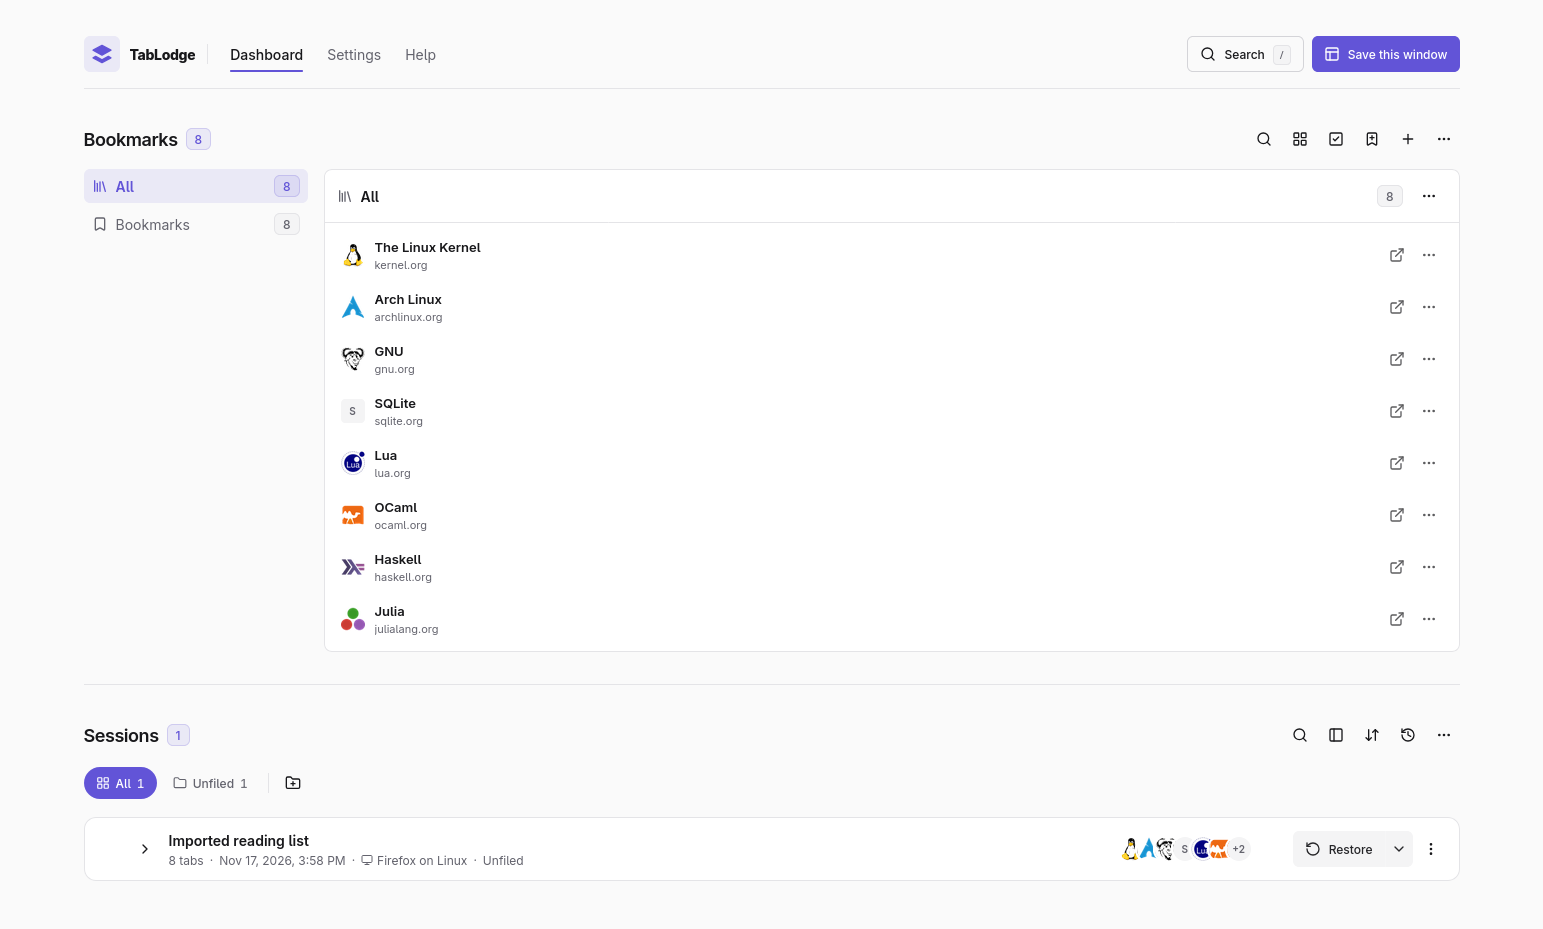 TabLodge
Dashboard
Settings
Help
Search /
Save this window
Bookmarks 8
All 8
Bookmarks 8
All 8
The Linux Kernel
kernel.org
Arch Linux
archlinux.org
GNU
gnu.org
S
SQLite
sqlite.org
Lua
Lua
lua.org
OCaml
ocaml.org
Haskell
haskell.org
Julia
julialang.org
Sessions 1
All 1
Unfiled 1
Imported reading list
8 tabs · Nov 17, 2026, 3:58 PM · Firefox on Linux · Unfiled
S
+2
Restore